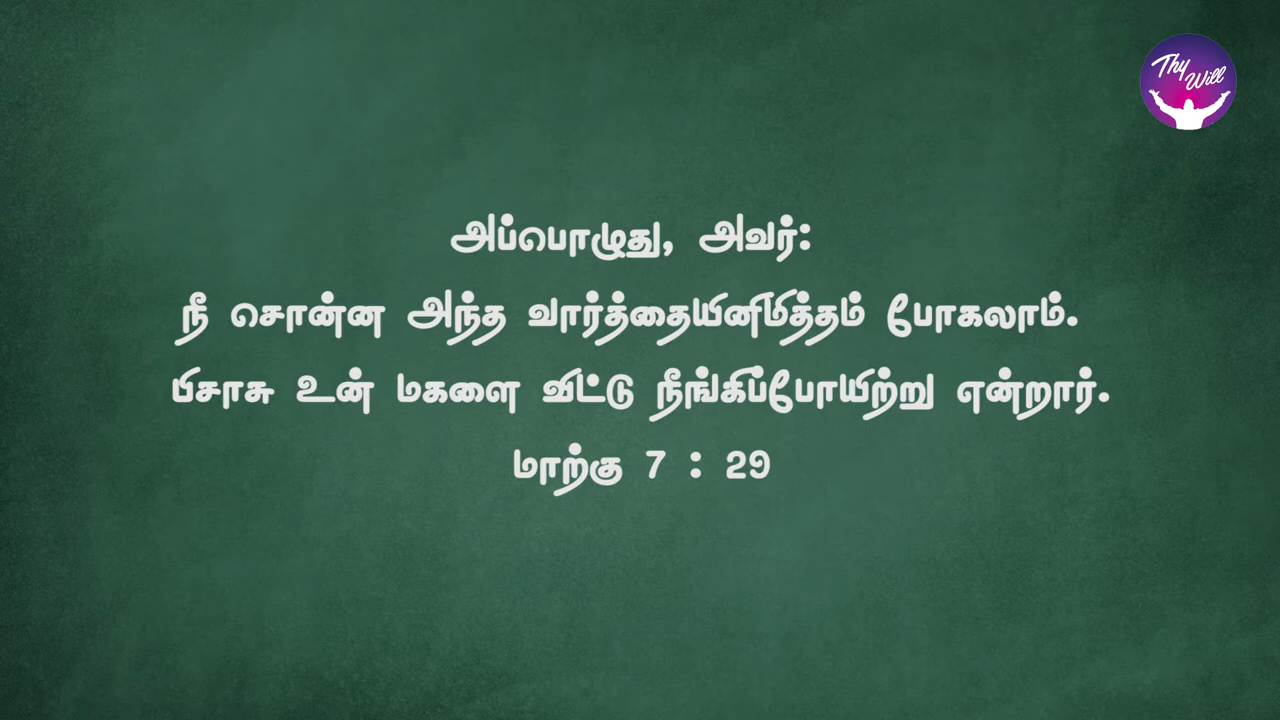 Thy
Will
அப்பொழுது, அவர்:
நீ சொன்ன அந்த வார்த்தையினிமித்தம் போகலாம்.
பிசாசு உன் மகளை விட்டு நீங்கிப்போயிற்று என்றார்.
மாற்கு 7 : 29